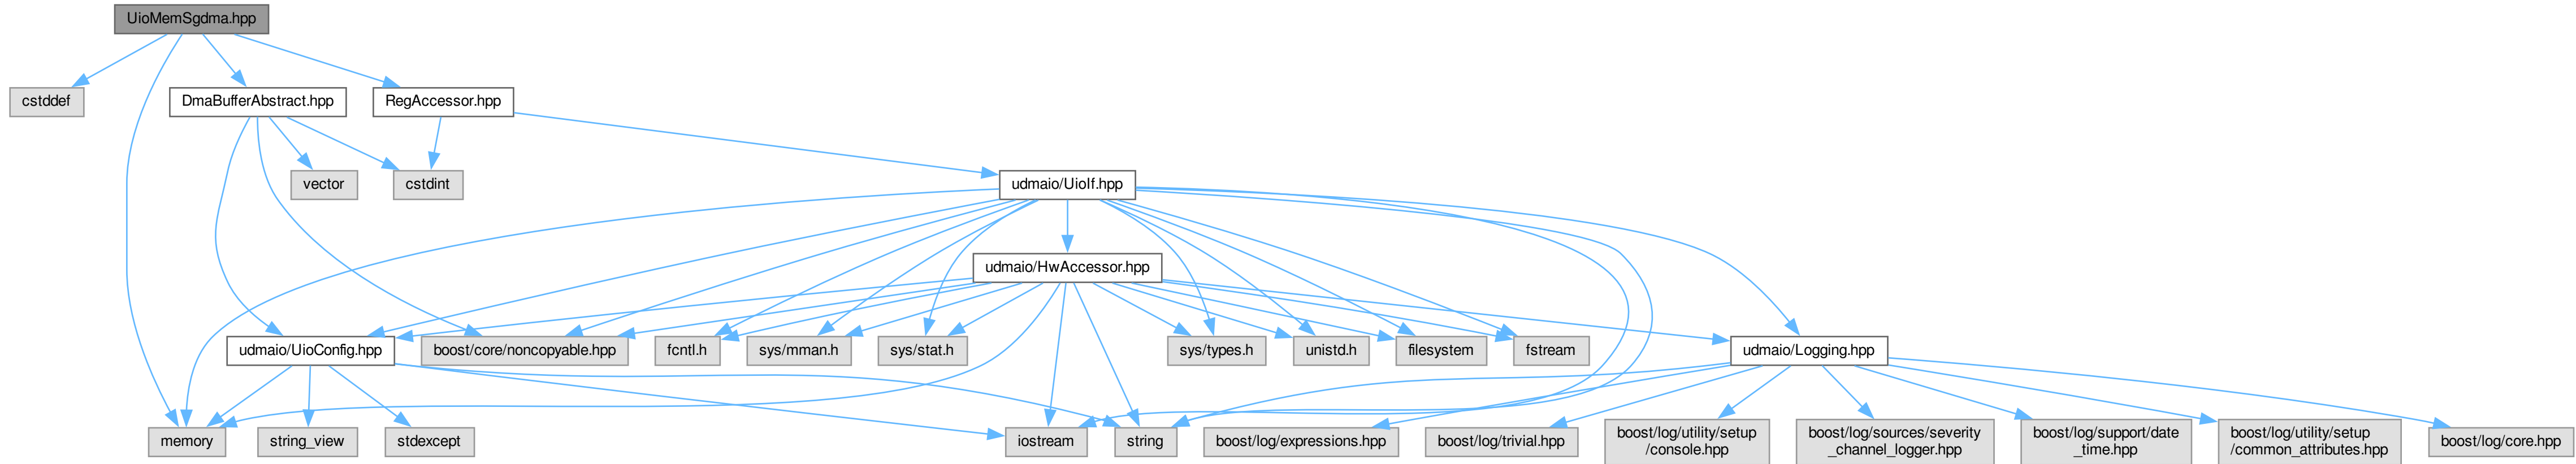 UioMemSgdma.hpp
cstddef
DmaBufferAbstract.hpp
RegAccessor.hpp
vector
cstdint
udmaio/UioIf.hpp
udmaio/HwAccessor.hpp
udmaio/UioConfig.hpp
boost/core/noncopyable.hpp
fcntl.h
sys/mman.h
sys/stat.h
sys/types.h
unistd.h
filesystem
fstream
udmaio/Logging.hpp
memory
string_view
stdexcept
iostream
string
boost/log/expressions.hpp
boost/log/trivial.hpp
boost/log/utility/setup
/console.hpp
boost/log/sources/severity
_channel_logger.hpp
boost/log/support/date
_time.hpp
boost/log/utility/setup
/common_attributes.hpp
boost/log/core.hpp